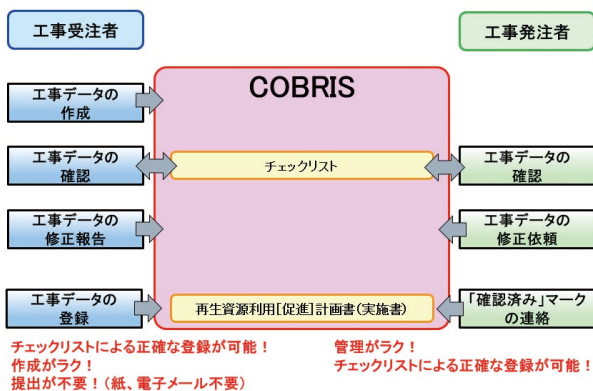 工事受注者
工事発注者
COBRIS
工事データの
作成
工事データの
確認
チェックリスト
工事データの
確認
工事データの
修正報告
工事データの
修正依頼
工事データの
登録
再生資源利用[促進]計画書(実施書)
「確認済み」マーク
の連絡
チェックリストによる正確な登録が可能！
作成がラク！
提出が不要！(紙、電子メール不要)
管理がラク！
チェックリストによる正確な登録が可能！